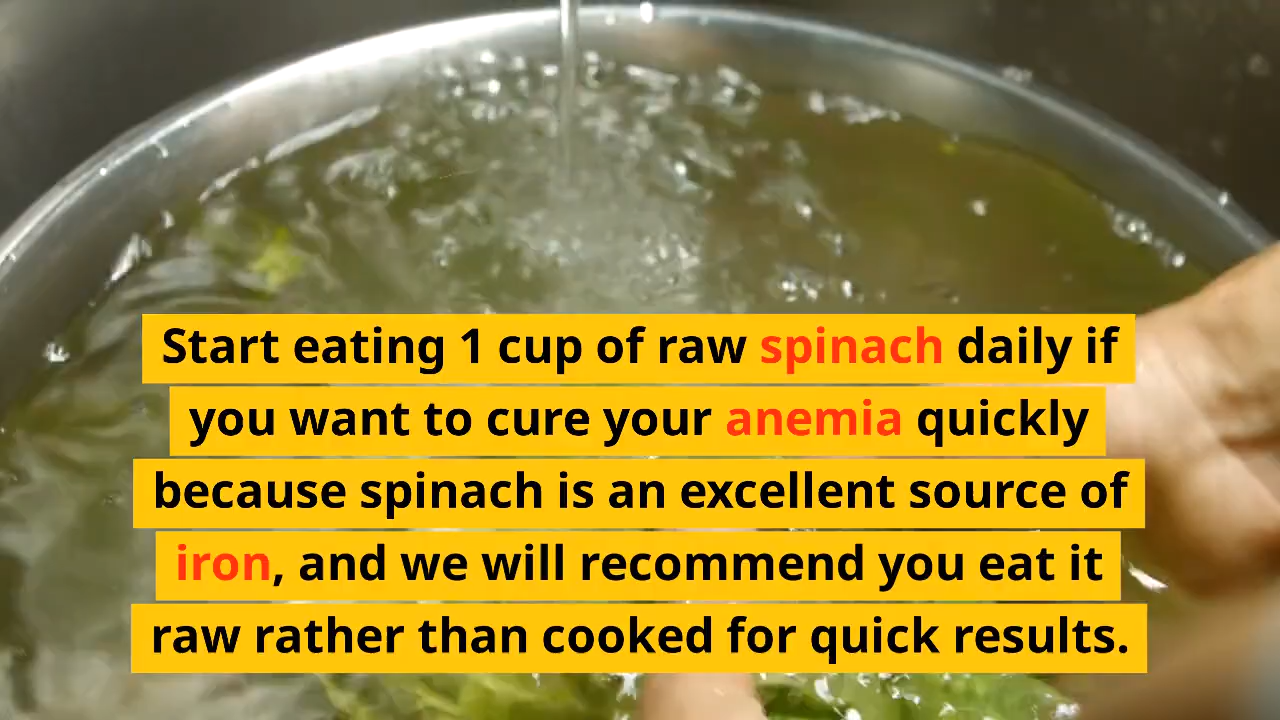 Start eating 1 cup of raw spinach daily if
you want to cure your anemia quickly
because spinach is an excellent source of
iron, and we will recommend you eat it
raw rather than cooked for quick results.